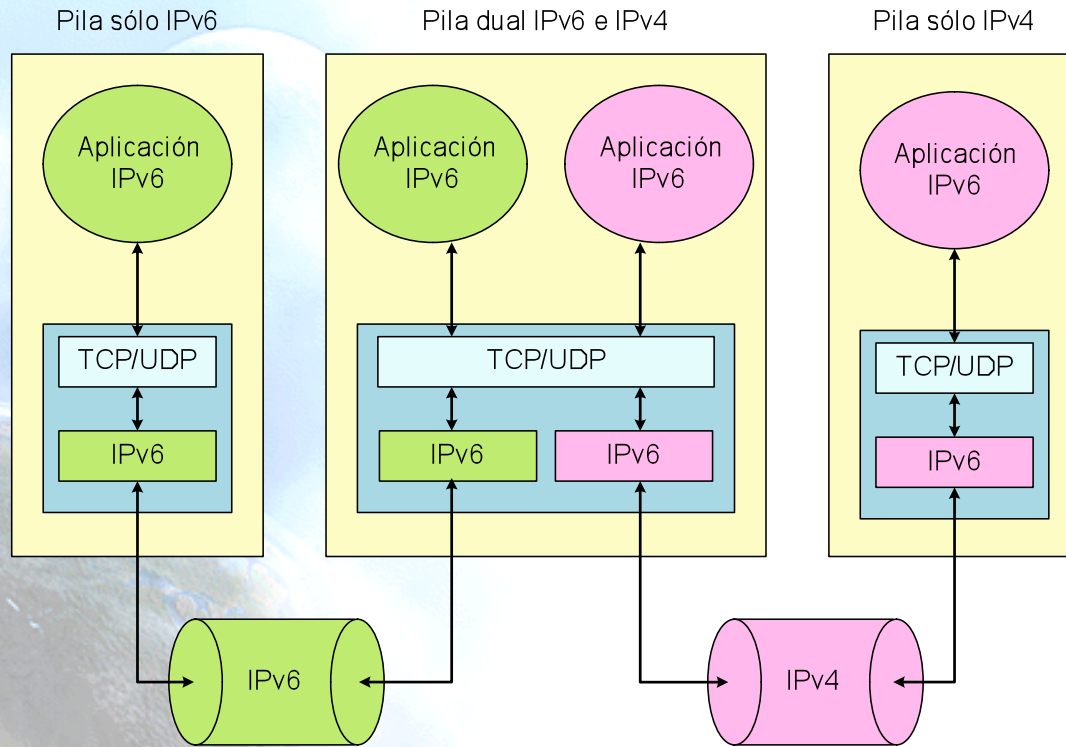 Pila sólo IPv6
Pila dual IPv6 e IPv4
Pila sólo IPv4
Aplicación
IPv6
Aplicación
IPv6
Aplicación
IPv6
Aplicación
IPv6
TCP/UDP
TCP/UDP
TCP/UDP
IPv6
IPv6
IPv6
IPv6
IPv6
IPv4